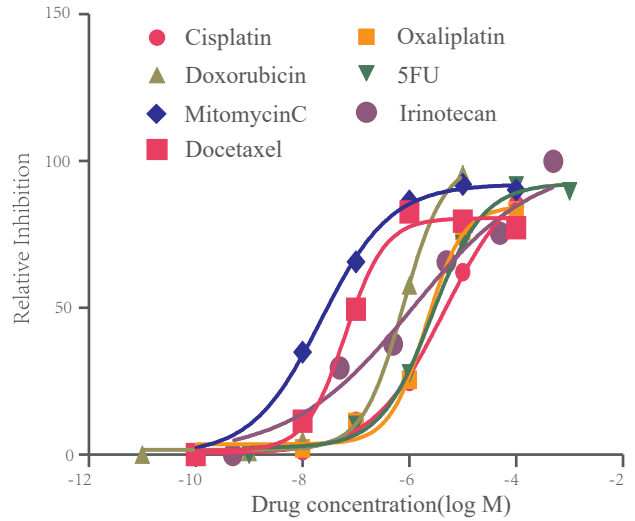 150
Cisplatin
Oxaliplatin
Doxorubicin
5FU
MitomycinC
Irinotecan
Docetaxel
100
Relative Inhibition
50
0
-12
-10
-8
-6
-4
-2
Drug concentration(log M)